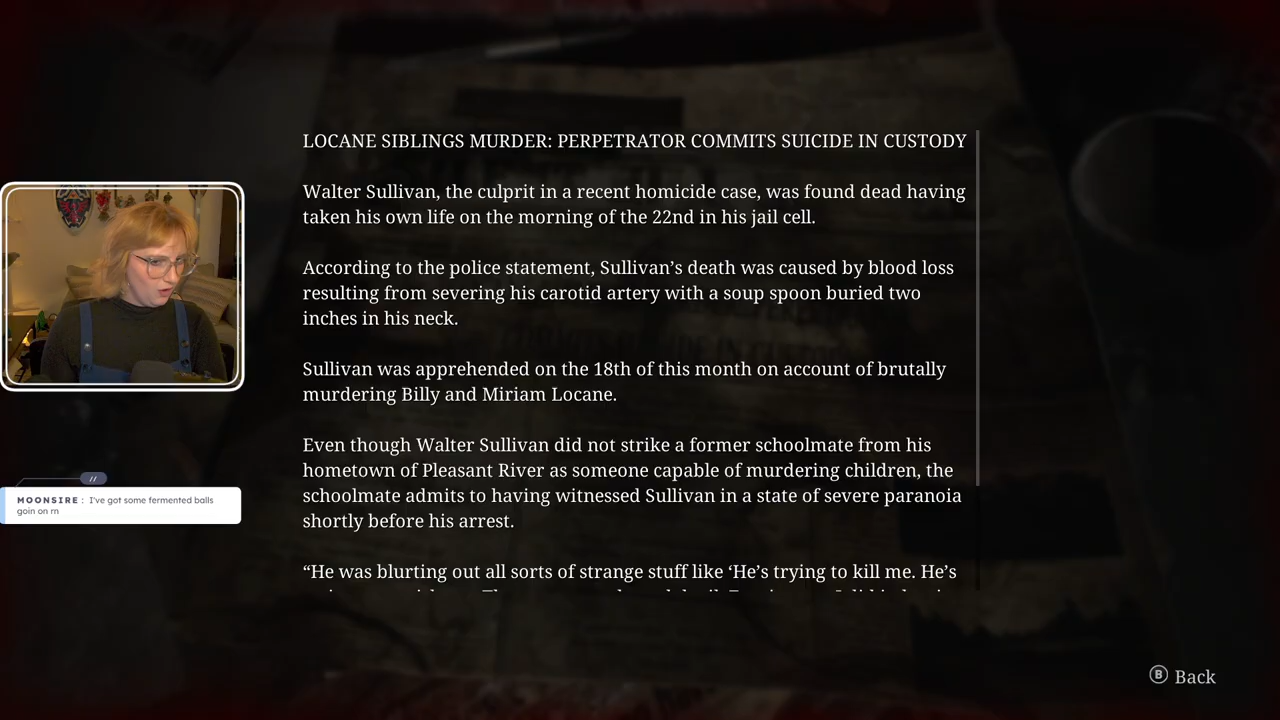 LOCANE SIBLINGS MURDER: PERPETRATOR COMMITS SUICIDE IN CUSTODY
Walter Sullivan, the culprit in a recent homicide case, was found dead having
taken his own life on the morning of the 22nd in his jail cell.
According to the police statement, Sullivan’s death was caused by blood loss
resulting from severing his carotid artery with a soup spoon buried two
inches in his neck.
Sullivan was apprehended on the 18th of this month on account of brutally
murdering Billy and Miriam Locane.
Even though Walter Sullivan did not strike a former schoolmate from his
hometown of Pleasant River as someone capable of murdering children, the
schoolmate admits to having witnessed Sullivan in a state of severe paranoia
shortly before his arrest.
“He was blurting out all sorts of strange stuff like ‘He’s trying to kill me. He’s
//
MOONSIRE : I've got some fermented balls
goin on rn
B Back